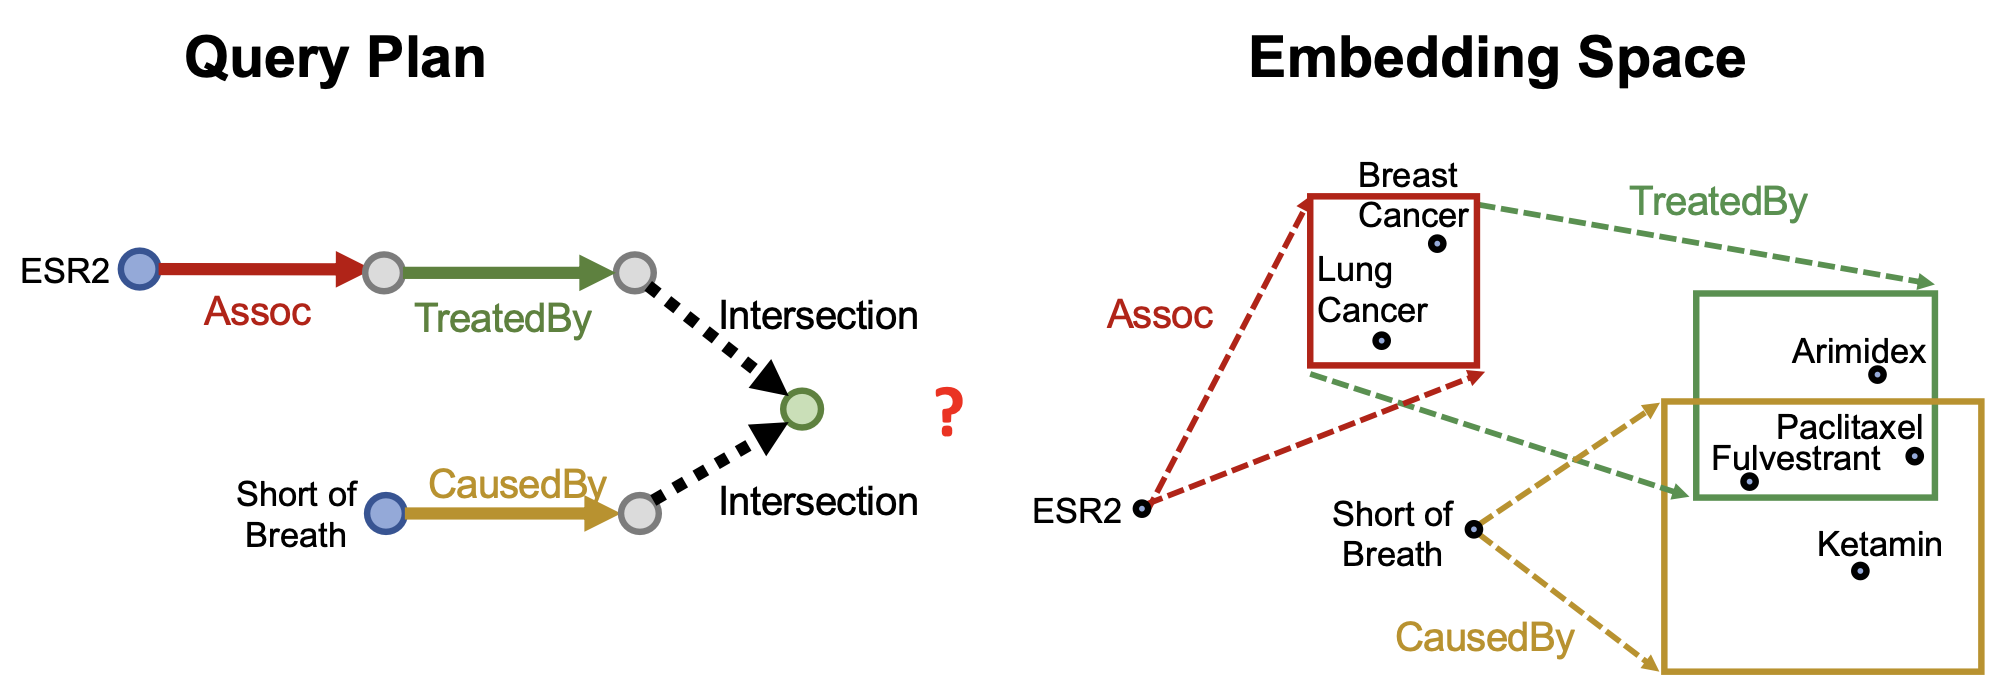 Query Plan
ESR2
Assoc
TreatedBy
Intersection
?
Short of
Breath
CausedBy
Intersection
Embedding Space
Breast
Cancer
Lung
Cancer
Assoc
TreatedBy
Arimidex
Paclitaxel
Fulvestrant
Ketamin
ESR2
Short of
Breath
CausedBy